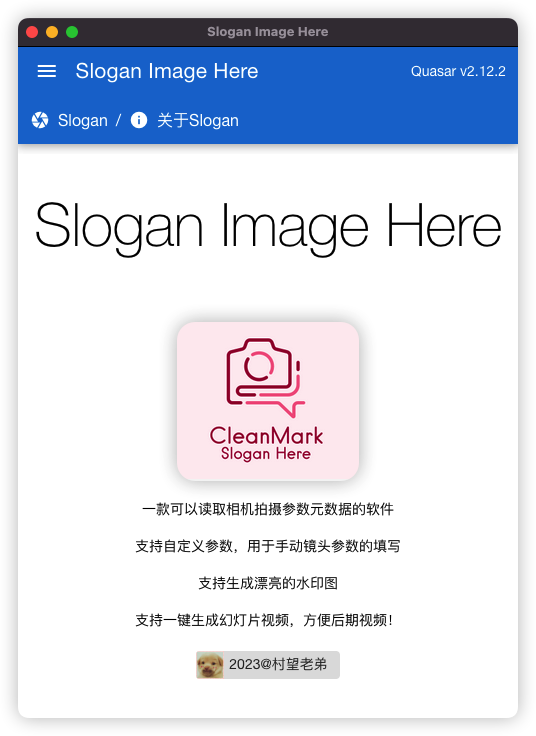 Slogan Image Here
Slogan Image Here
Quasar v2.12.2
Slogan / 关于Slogan
Slogan Image Here
CleanMark
Slogan Here
一款可以读取相机拍摄参数元数据的软件
支持自定义参数，用于手动镜头参数的填写
支持生成漂亮的水印图
支持一键生成幻灯片视频，方便后期视频！
2023@村望老弟